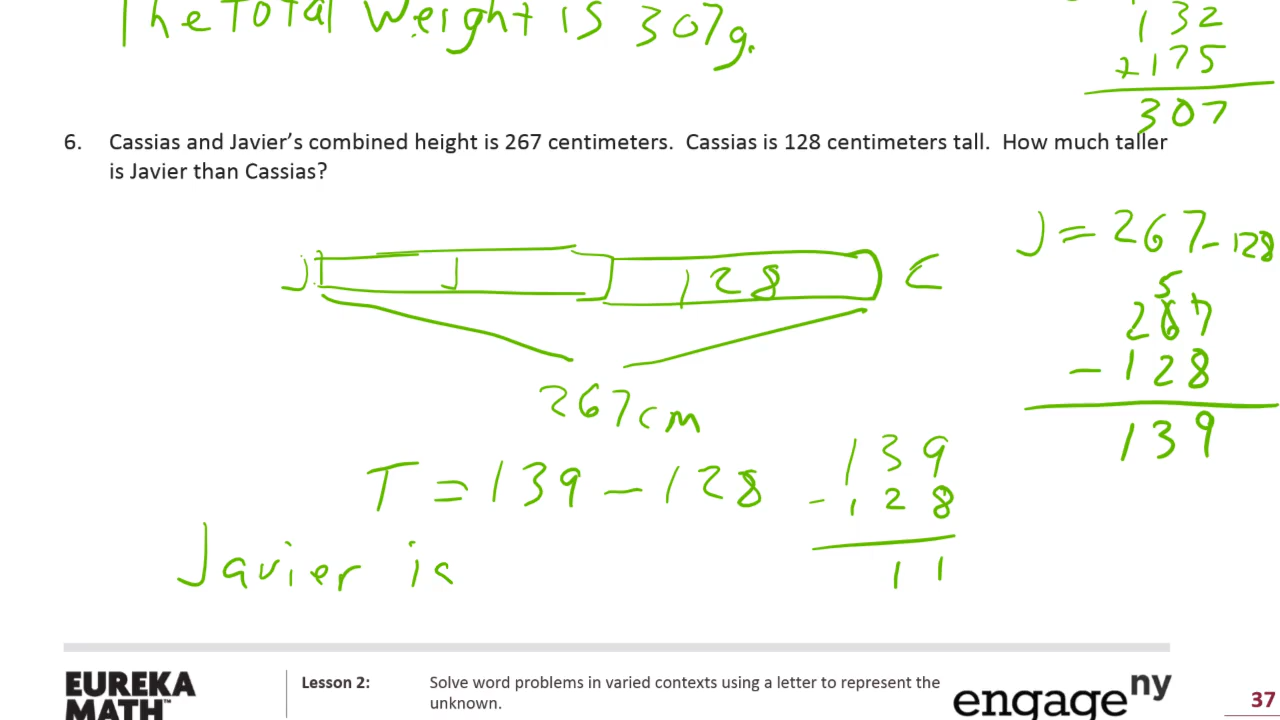 The Total Weight is 307g.
132
+175
307
6. Cassias and Javier's combined height is 267 centimeters. Cassias is 128 centimeters tall. How much taller
is Javier than Cassias?
J = 267 - 128
J J 128 C
5
267
- 128
139
267cm
T = 139 - 128
139
- 128
11
Javier is
EUREKA
MATH™
Lesson 2: Solve word problems in varied contexts using a letter to represent the
unknown.
engage ny
37